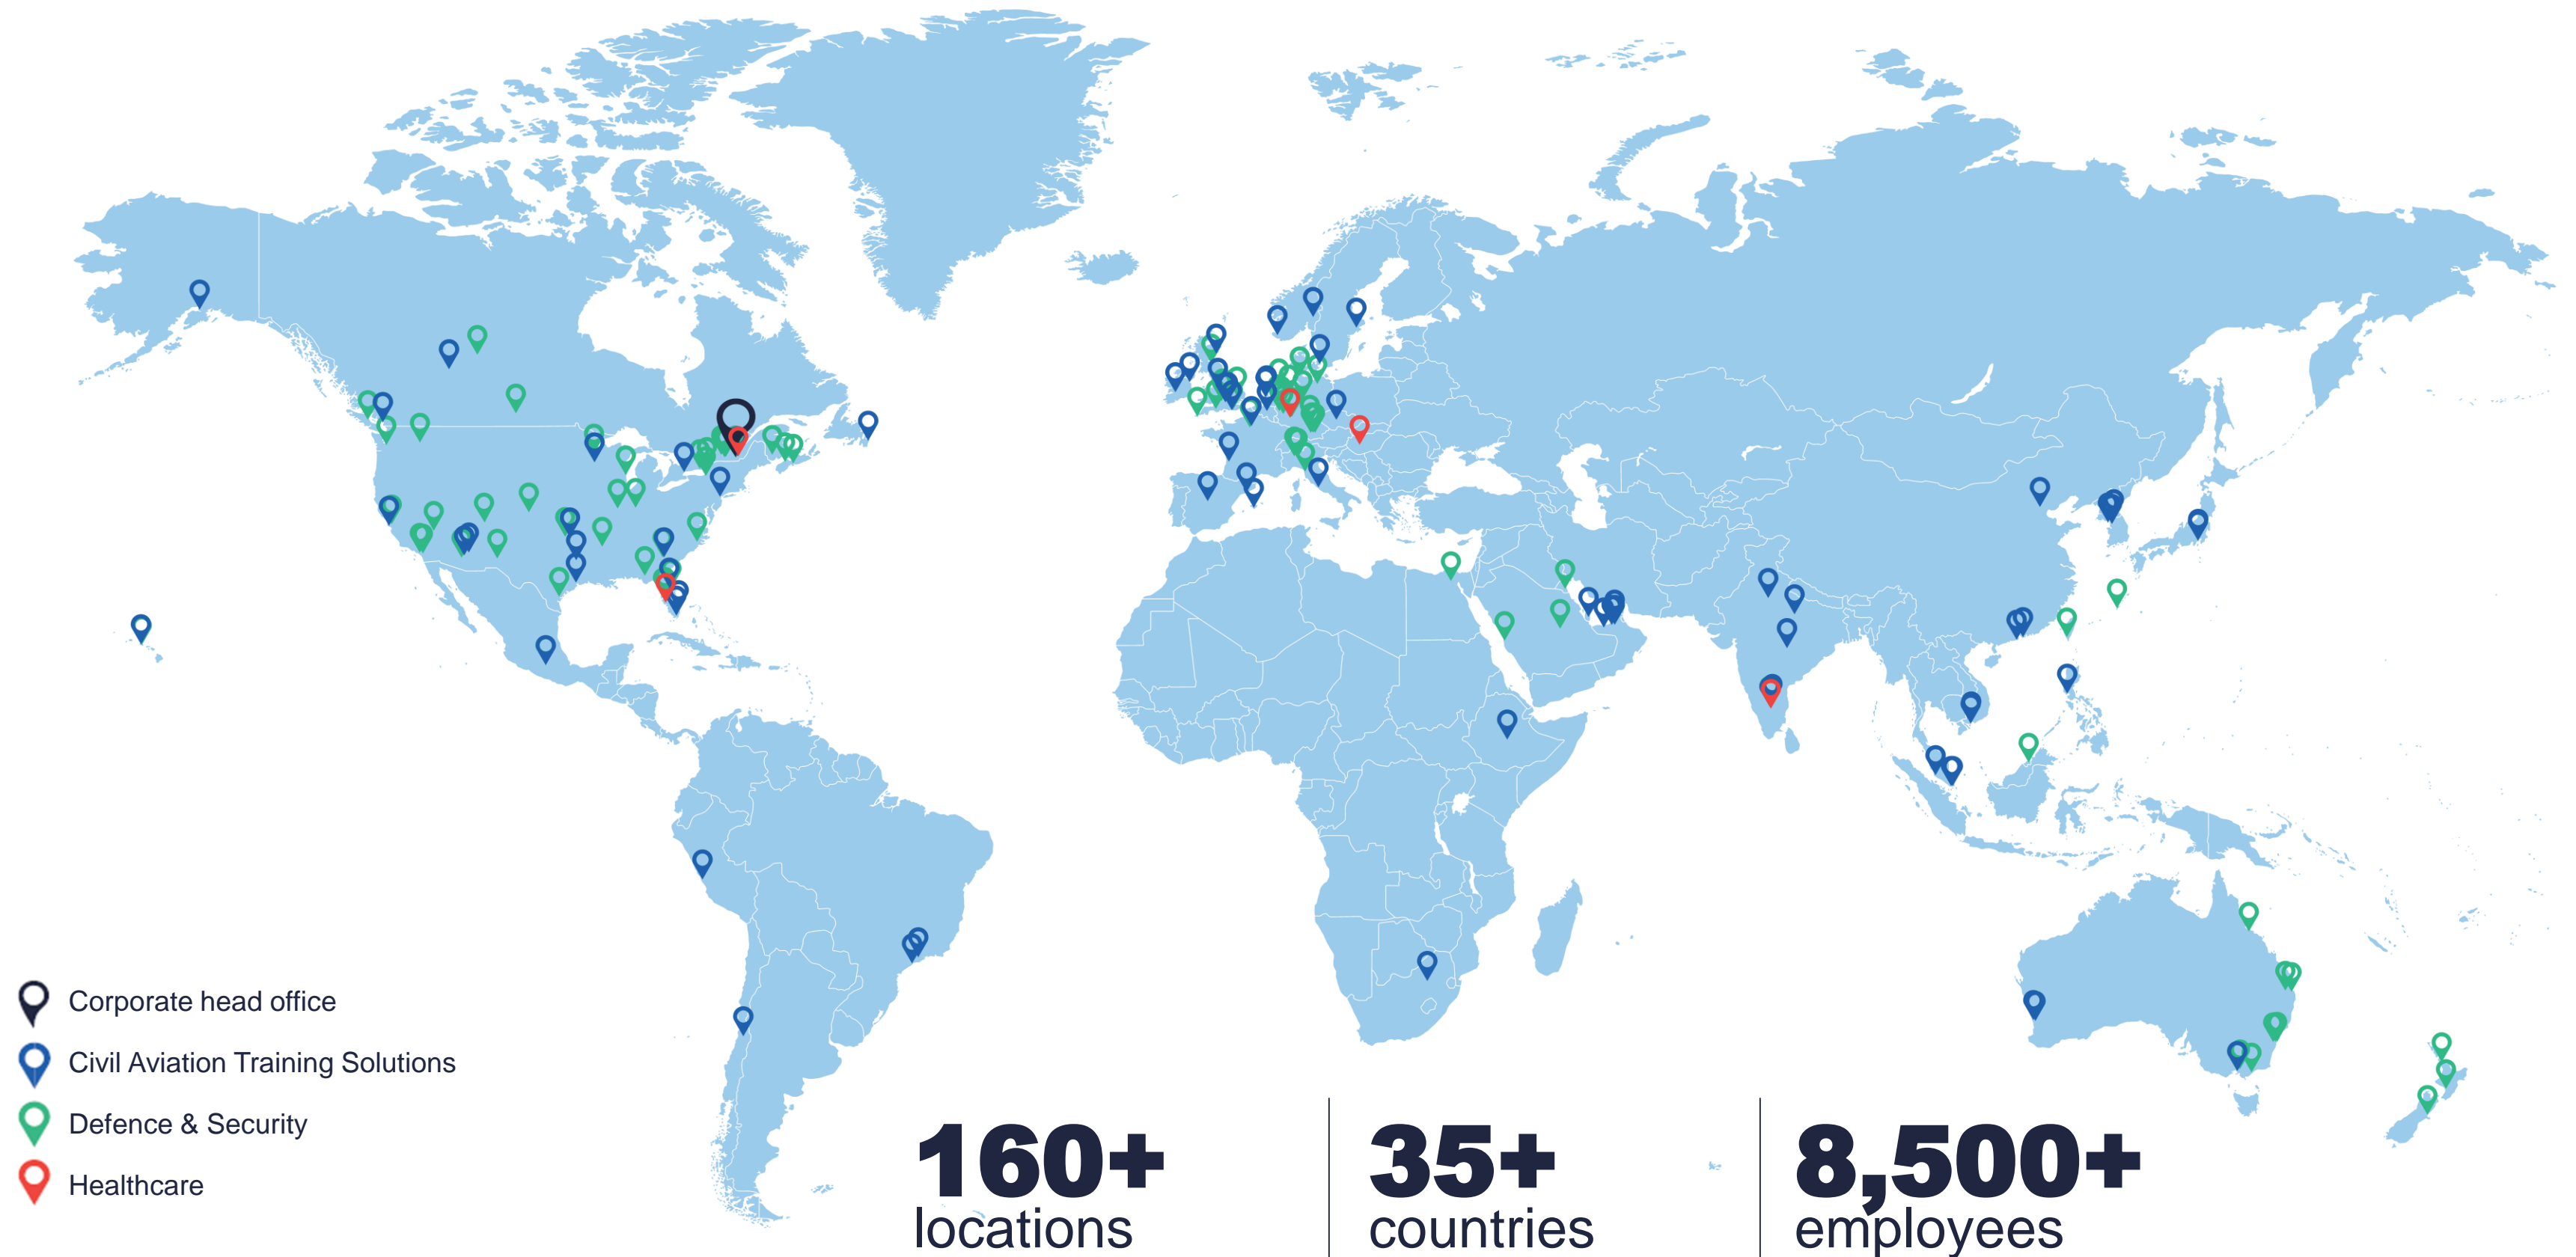 Corporate head office
Civil Aviation Training Solutions
Defence & Security
Healthcare
160+
locations
35+
countries
8,500+
employees